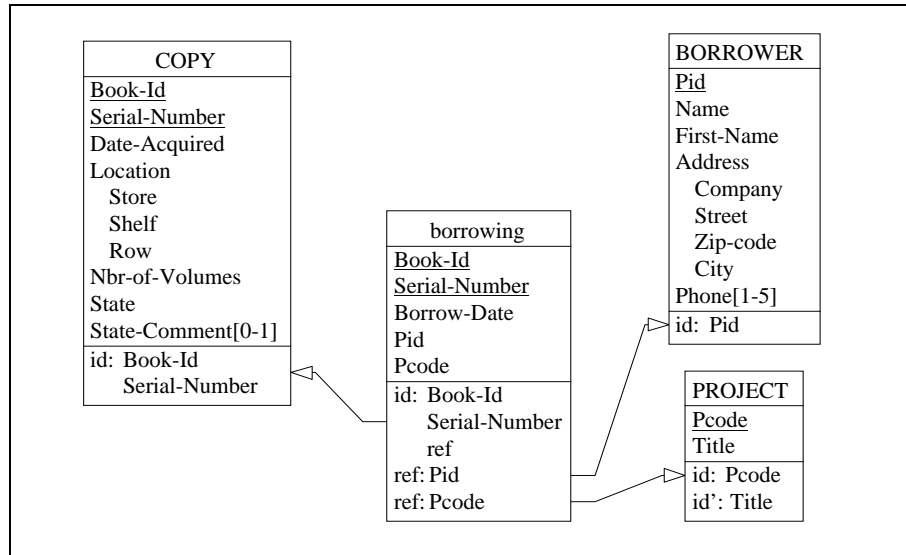 COPY
Book-Id
Serial-Number
Date-Acquired
Location
Store
Shelf
Row
Nbr-of-Volumes
State
State-Comment[0-1]
id: Book-Id
Serial-Number
borrowing
Book-Id
Serial-Number
Borrow-Date
Pid
Pcode
id: Book-Id
Serial-Number
ref
ref: Pid
ref: Pcode
BORROWER
Pid
Name
First-Name
Address
Company
Street
Zip-code
City
Phone[1-5]
id: Pid
PROJECT
Pcode
Title
id: Pcode
id’: Title